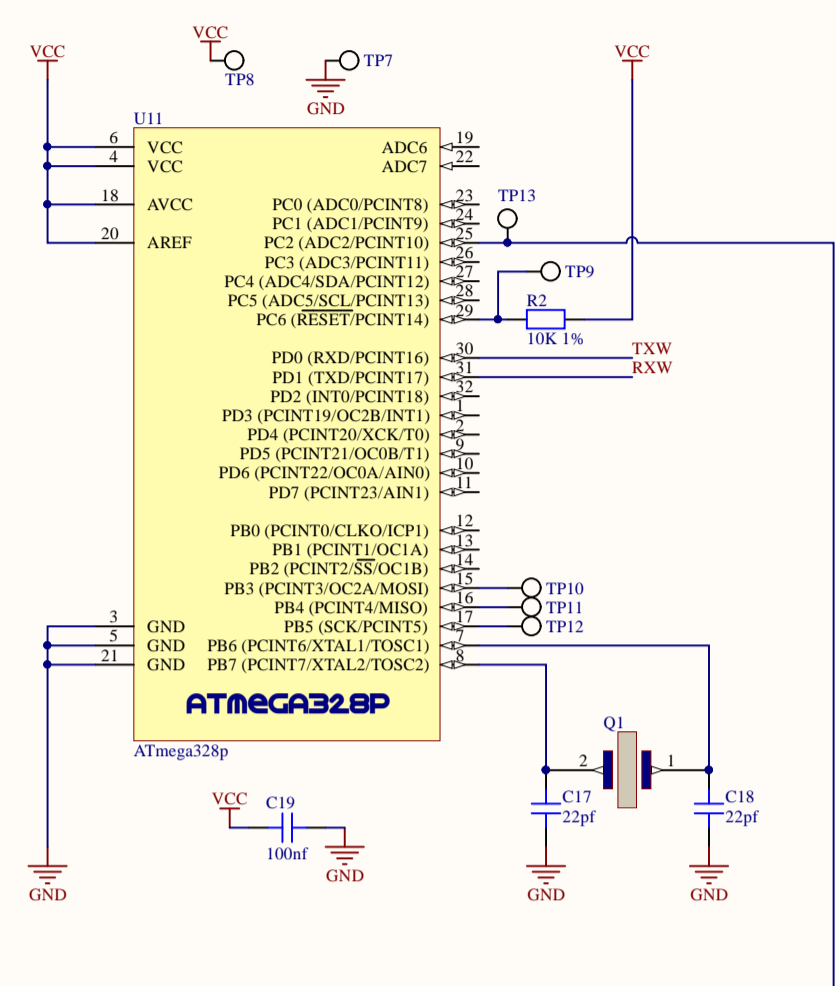 VCC
VCC
TP8
TP7
GND
VCC
U11
6 VCC
4 VCC
18 AVCC
20 AREF
ADC6 19
ADC7 22
PC0 (ADC0/PCINT8) 23
PC1 (ADC1/PCINT9) 24
PC2 (ADC2/PCINT10) 25
PC3 (ADC3/PCINT11) 26
PC4 (ADC4/SDA/PCINT12) 27
PC5 (ADC5/SCL/PCINT13) 28
PC6 (RESET/PCINT14) 29
TP13
TP9
R2
10K 1%
PD0 (RXD/PCINT16) 30 TXW
PD1 (TXD/PCINT17) 31 RXW
PD2 (INT0/PCINT18) 32
PD3 (PCINT19/OC2B/INT1) 1
PD4 (PCINT20/XCK/T0) 2
PD5 (PCINT21/OC0B/T1) 9
PD6 (PCINT22/OC0A/AIN0) 10
PD7 (PCINT23/AIN1) 11
PB0 (PCINT0/CLKO/ICP1) 12
PB1 (PCINT1/OC1A) 13
PB2 (PCINT2/SS/OC1B) 14
PB3 (PCINT3/OC2A/MOSI) 15 TP10
PB4 (PCINT4/MISO) 16 TP11
PB5 (SCK/PCINT5) 17 TP12
PB6 (PCINT6/XTAL1/TOSC1) 7
PB7 (PCINT7/XTAL2/TOSC2) 8
3 GND
5 GND
21 GND
ATMEGA328P
ATmega328p
Q1
2 1
C17
22pf
C18
22pf
VCC
C19
100nf
GND
GND
GND
GND